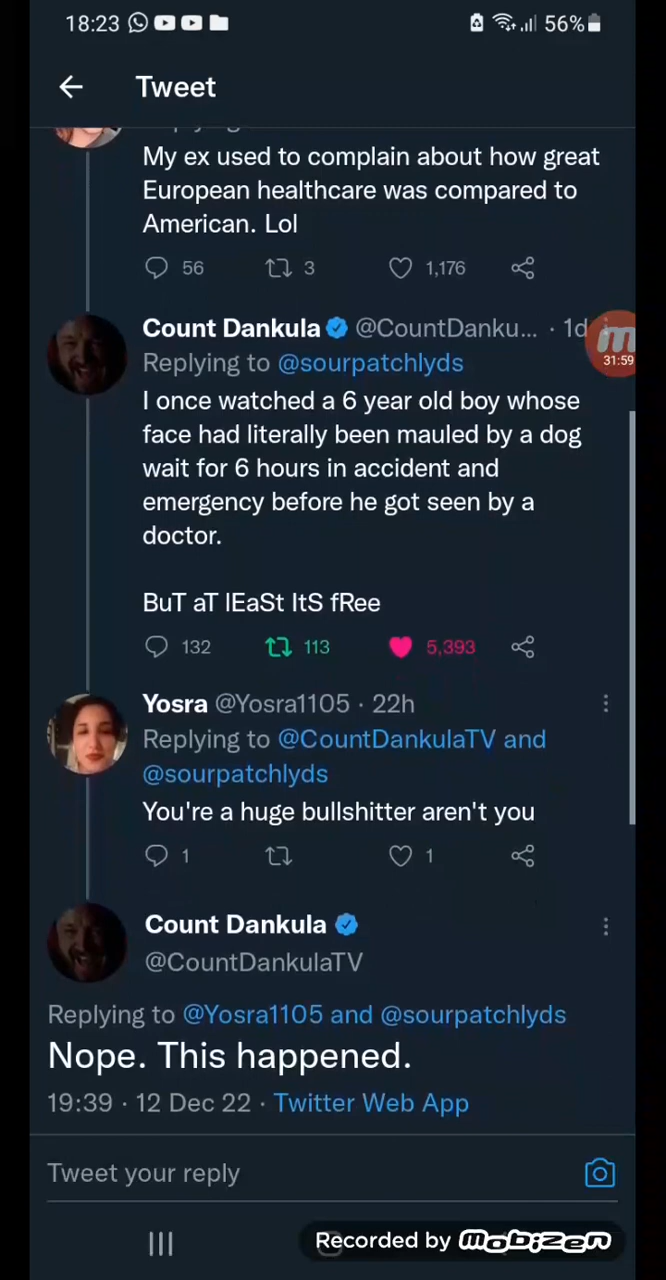 18:23
56%
Tweet
My ex used to complain about how great
European healthcare was compared to
American. Lol
56 3 1,176
Count Dankula @CountDanku... · 1d
m
31:59
Replying to @sourpatchlyds
I once watched a 6 year old boy whose
face had literally been mauled by a dog
wait for 6 hours in accident and
emergency before he got seen by a
doctor.
BuT aT lEaSt ItS fRee
132 113 5,393
Yosra @Yosra1105 · 22h
Replying to @CountDankulaTV and
@sourpatchlyds
You're a huge bullshitter aren't you
1 1
Count Dankula
@CountDankulaTV
Replying to @Yosra1105 and @sourpatchlyds
Nope. This happened.
19:39 · 12 Dec 22 · Twitter Web App
Tweet your reply
Recorded by mobizen